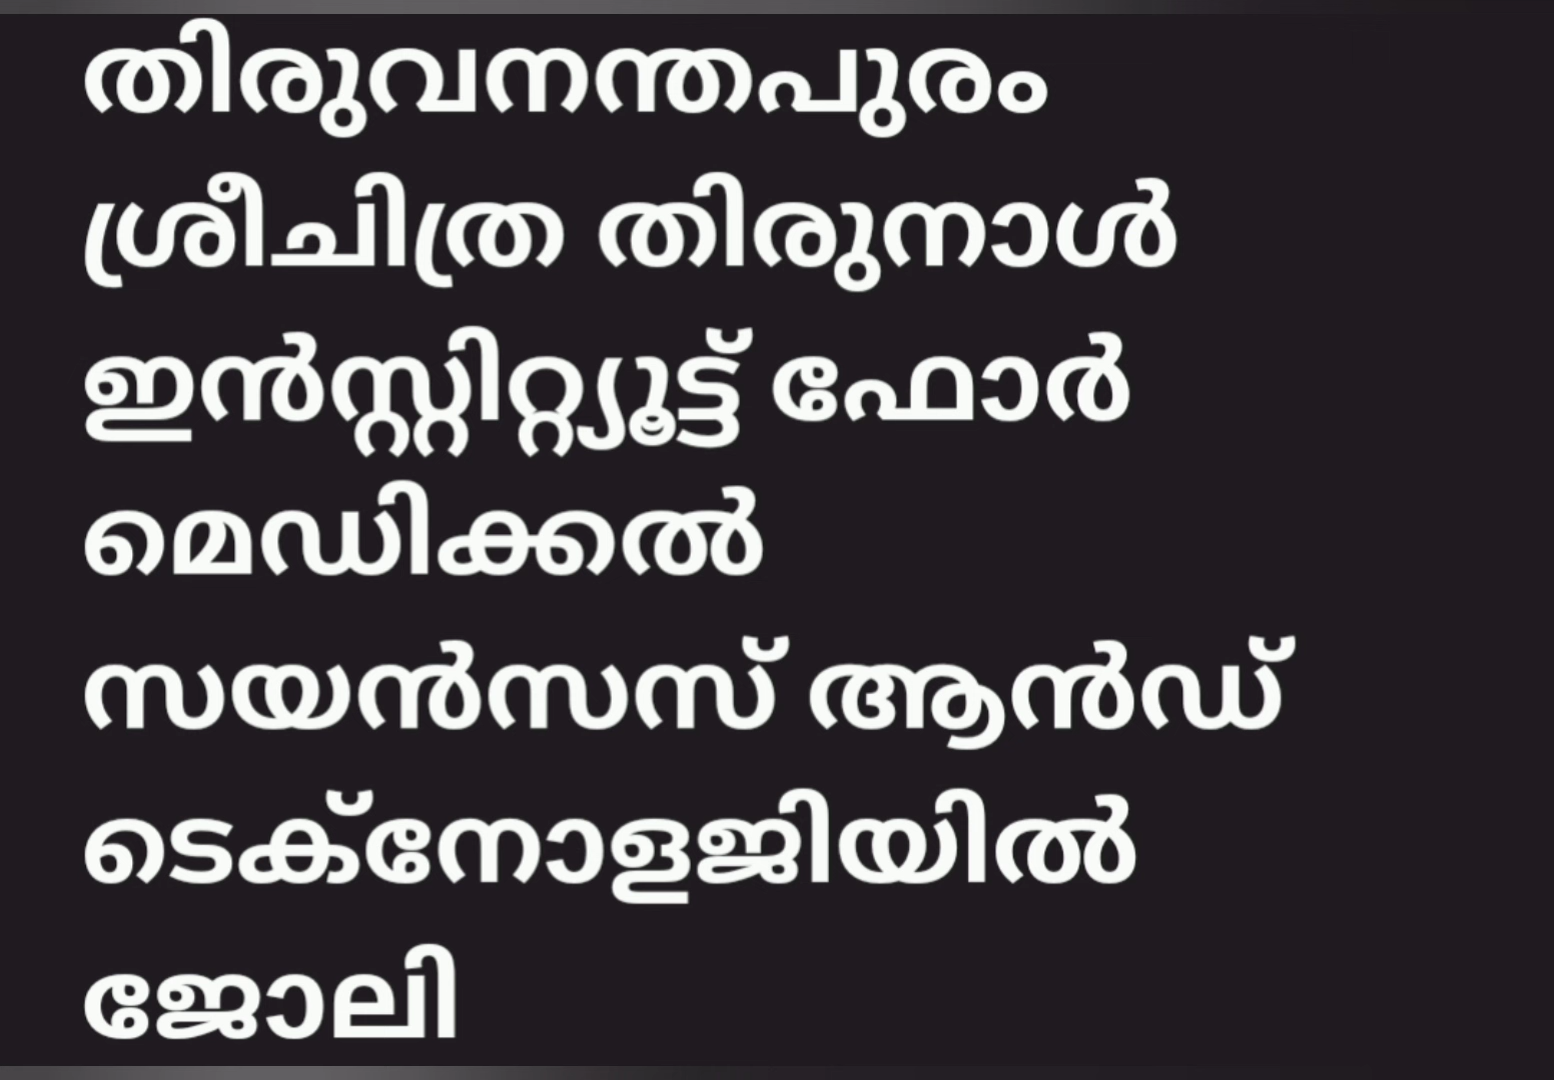 തിരുവനന്തപുരം
ശ്രീചിത്ര തിരുനാൾ
ഇൻസ്റ്റിറ്റ്യൂട്ട് ഫോർ
മെഡിക്കൽ
സയൻസസ് ആൻഡ്
ടെക്നോളജിയിൽ
ജോലി